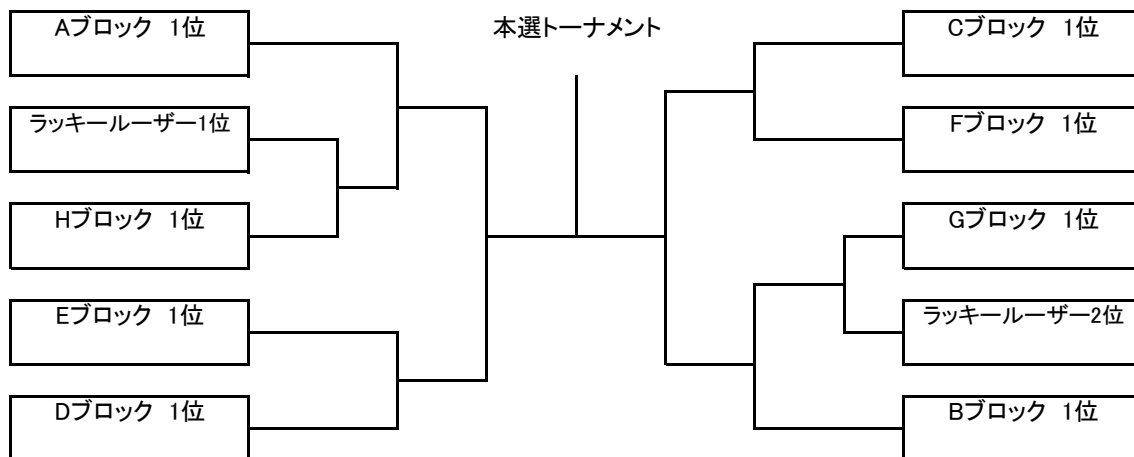 本選トーナメント
Aブロック 1位
ラッキールーザー1位
Hブロック 1位
Eブロック 1位
Dブロック 1位
Cブロック 1位
Fブロック 1位
Gブロック 1位
ラッキールーザー2位
Bブロック 1位